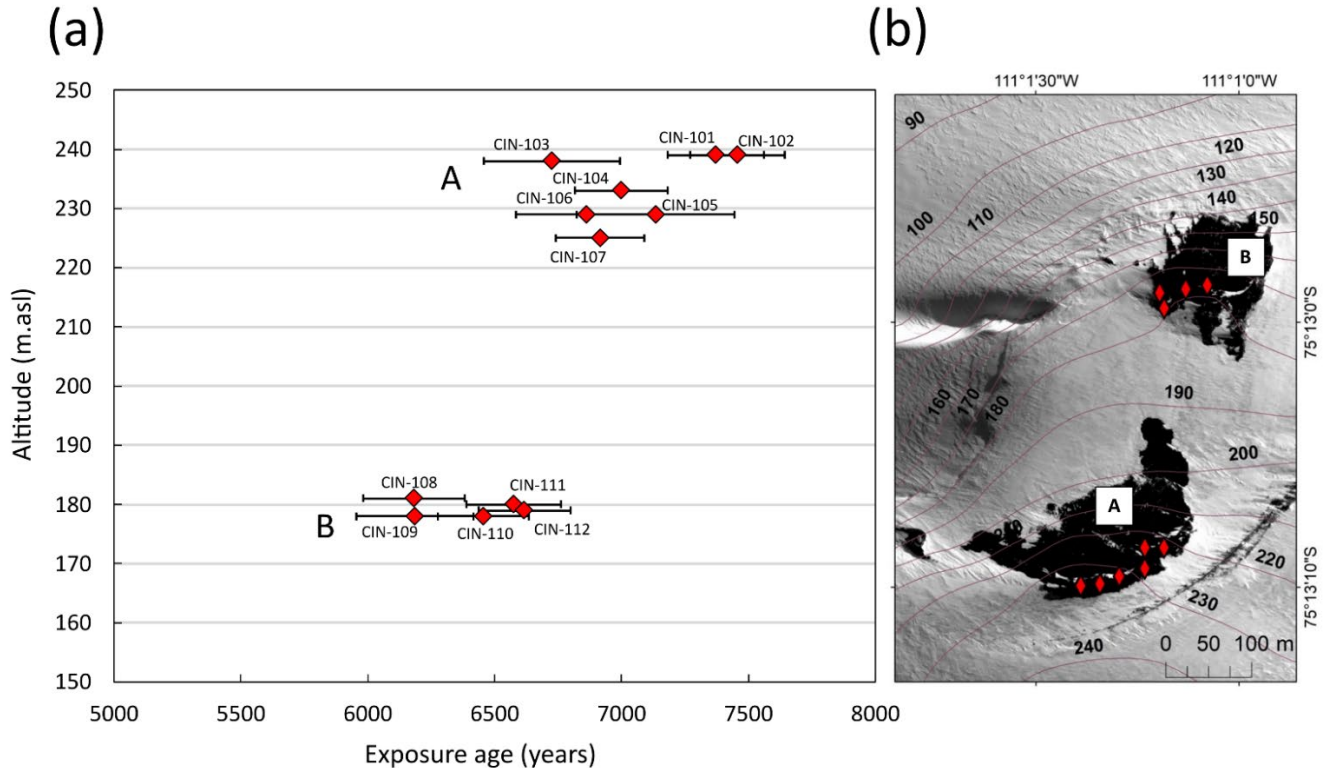 (a)
(b)
Altitude (m.asl)
250
240
230
220
210
200
190
180
170
160
150
CIN-101
CIN-102
CIN-103
A
CIN-104
CIN-106
CIN-105
CIN-107
CIN-108
CIN-111
B
CIN-109
CIN-110
CIN-112
5000
5500
6000
6500
7000
7500
8000
Exposure age (years)
111°1'30"W
111°1'0"W
90
120
130
140
100
110
150
B
75°13'0"S
160
170
180
190
200
A
210
220
230
240
75°13'10"S
0
50
100 m